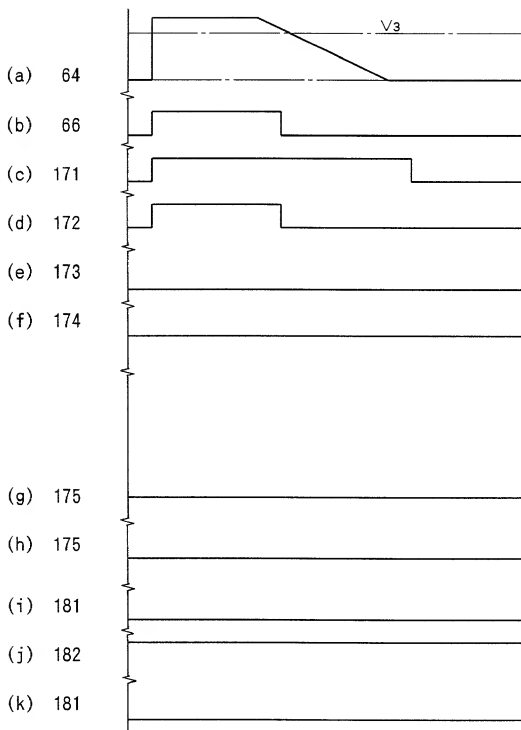 V3
(a) 64
(b) 66
(c) 171
(d) 172
(e) 173
(f) 174
(g) 175
(h) 175
(i) 181
(j) 182
(k) 181